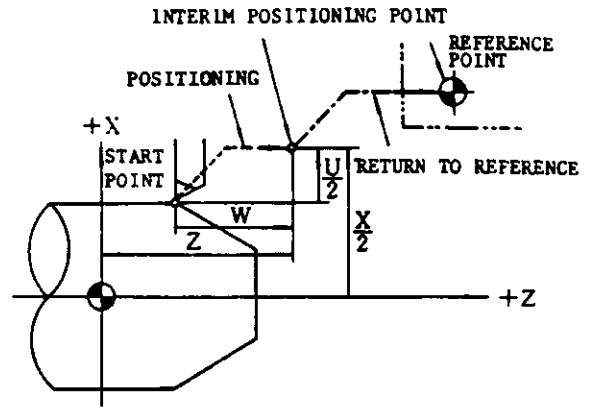 INTERIM POSITIONING POINT
REFERENCE
POINT
POSITIONING
+X
START
POINT
RETURN TO REFERENCE
U
2
W
X
2
Z
+Z